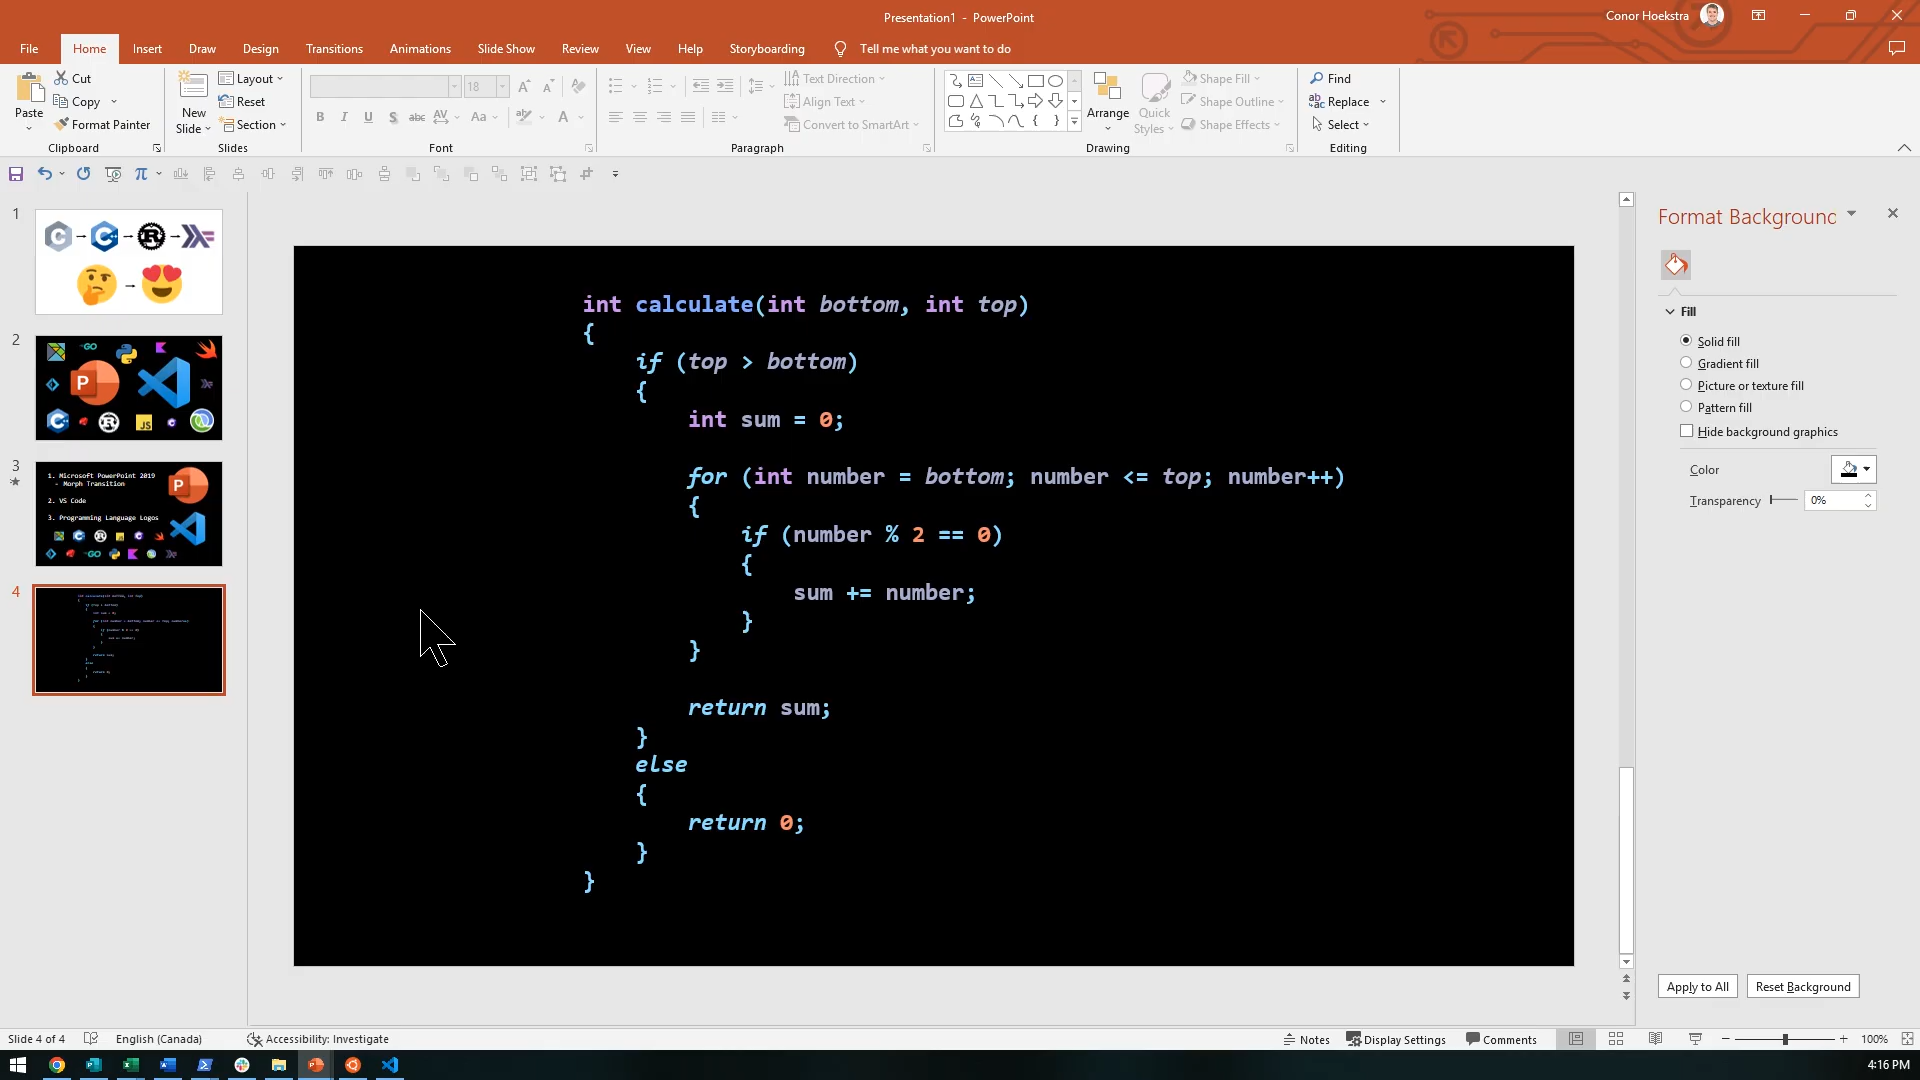 Presentation1 - PowerPoint
Conor Hoekstra
File Home Insert Draw Design Transitions Animations Slide Show Review View Help Storyboarding Tell me what you want to do
Paste
Cut
Copy
Format Painter
Clipboard
New
Slide
Layout
Reset
Section
Slides
18
Font
Text Direction
Align Text
Convert to SmartArt
Paragraph
Arrange
Quick
Styles
Shape Fill
Shape Outline
Shape Effects
Drawing
Find
Replace
Select
Editing
1
2
3
1. Microsoft PowerPoint 2019
- Morph Transition
2. VS Code
3. Programming Language Logos
4
int calculate(int bottom, int top)
{
if (top > bottom)
{
int sum = 0;
for (int number = bottom; number <= top; number++)
{
if (number % 2 == 0)
{
sum += number;
}
}
return sum;
}
else
{
return 0;
}
}
Format Background
Fill
Solid fill
Gradient fill
Picture or texture fill
Pattern fill
Hide background graphics
Color
Transparency 0%
Apply to All Reset Background
Slide 4 of 4 English (Canada) Accessibility: Investigate Notes Display Settings Comments 100%
4:16 PM